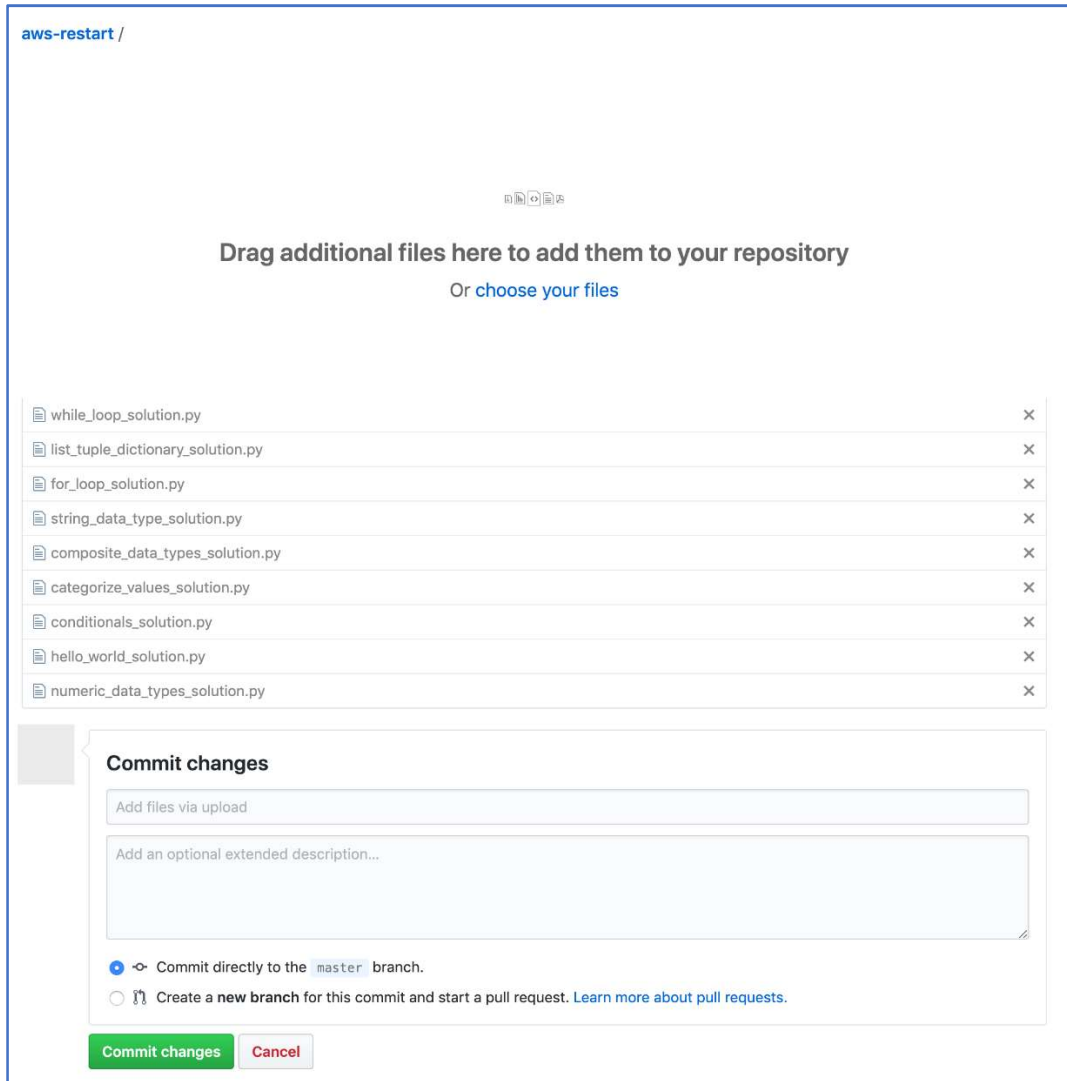 aws-restart /
Drag additional files here to add them to your repository
Or choose your files
while_loop_solution.py
list_tuple_dictionary_solution.py
for_loop_solution.py
string_data_type_solution.py
composite_data_types_solution.py
categorize_values_solution.py
conditionals_solution.py
hello_world_solution.py
numeric_data_types_solution.py
Commit changes
Add files via upload
Add an optional extended description...
Commit directly to the master branch.
Create a new branch for this commit and start a pull request. Learn more about pull requests.
Commit changes Cancel